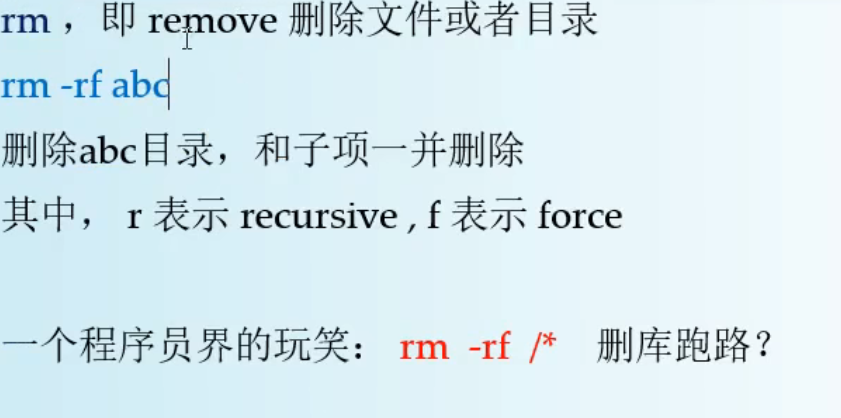 rm ，即 remove 删除文件或者目录
rm -rf abc
删除abc目录，和子项一并删除
其中， r 表示 recursive , f 表示 force
一个程序员界的玩笑： rm -rf /* 删库跑路？